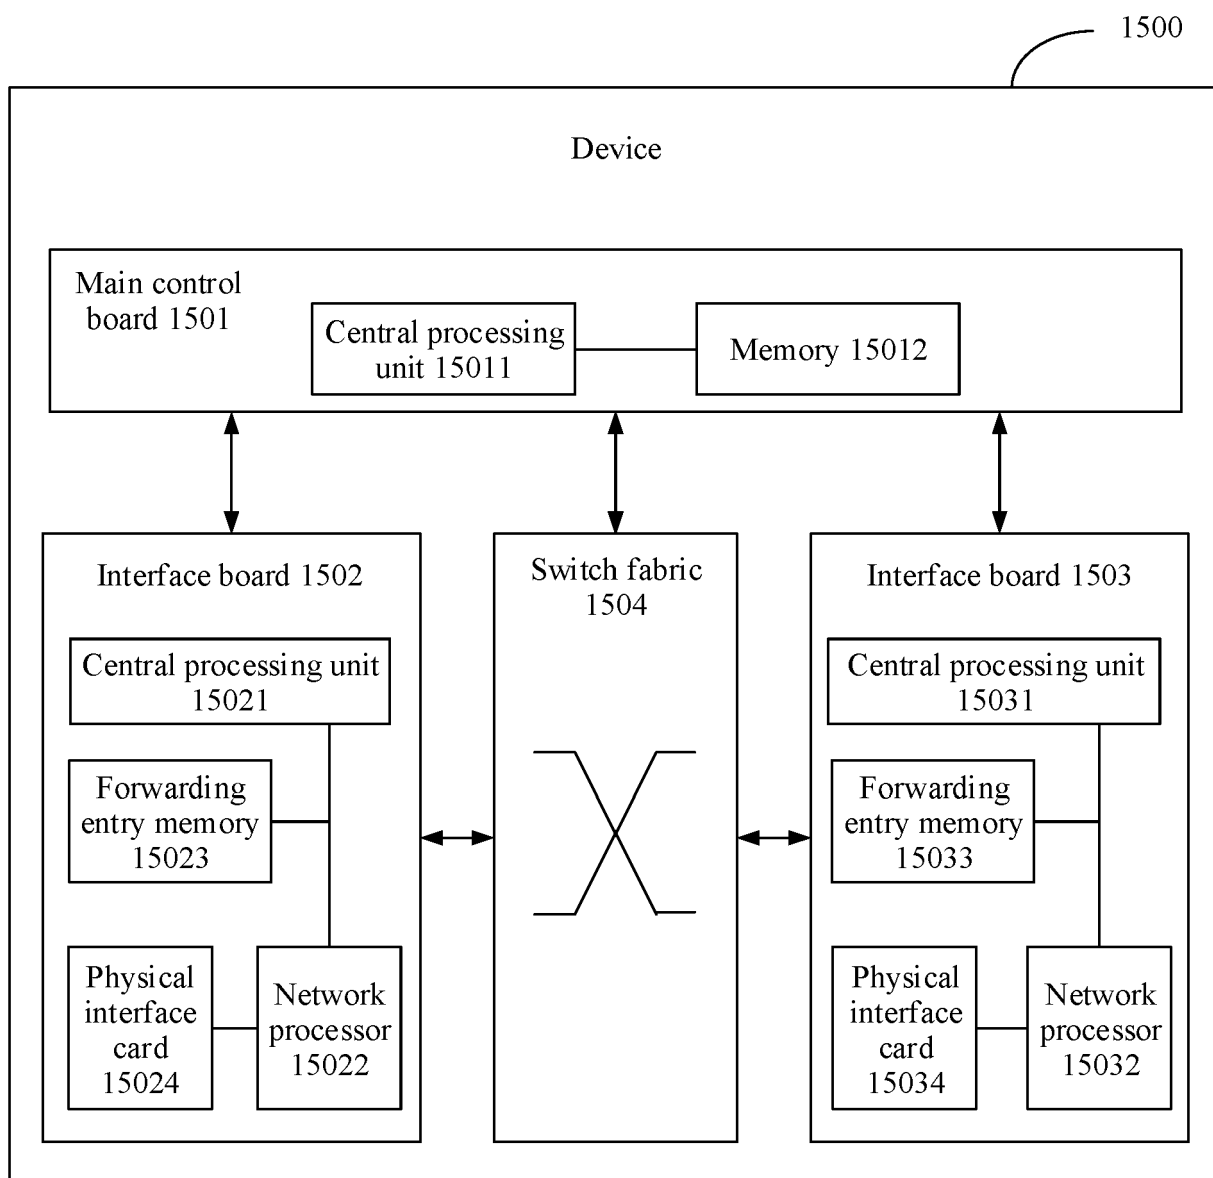 1500
Device
Main control
board 1501
Central processing
unit 15011
Memory 15012
Interface board 1502
Central processing unit
15021
Forwarding
entry memory
15023
Physical
interface
card
15024
Network
processor
15022
Switch fabric
1504
Interface board 1503
Central processing unit
15031
Forwarding
entry memory
15033
Physical
interface
card
15034
Network
processor
15032